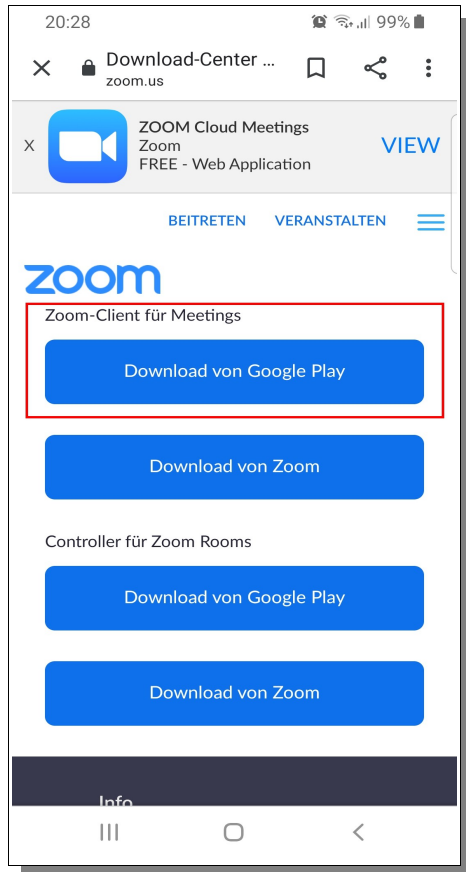 20:28
99%
Download-Center ...
zoom.us
X
ZOOM Cloud Meetings
Zoom
FREE - Web Application
VIEW
BEITRETEN VERANSTALTEN
zoom
Zoom-Client für Meetings
Download von Google Play
Download von Zoom
Controller für Zoom Rooms
Download von Google Play
Download von Zoom
Info